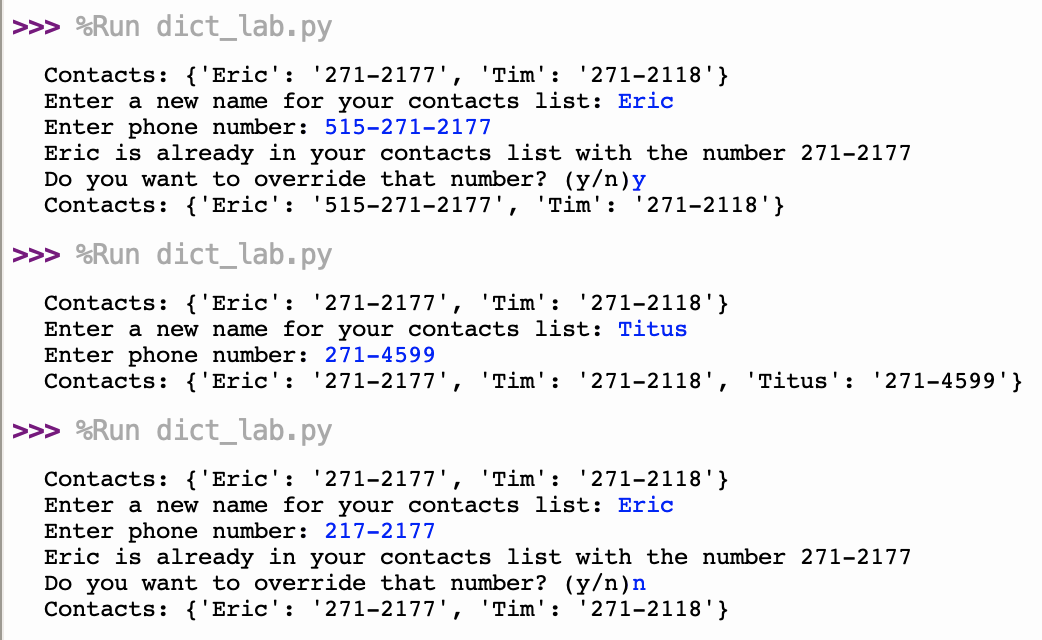 >>> %Run dict_lab.py
Contacts: {'Eric': '271-2177', 'Tim': '271-2118'}
Enter a new name for your contacts list: Eric
Enter phone number: 515-271-2177
Eric is already in your contacts list with the number 271-2177
Do you want to override that number? (y/n)y
Contacts: {'Eric': '515-271-2177', 'Tim': '271-2118'}
>>> %Run dict_lab.py
Contacts: {'Eric': '271-2177', 'Tim': '271-2118'}
Enter a new name for your contacts list: Titus
Enter phone number: 271-4599
Contacts: {'Eric': '271-2177', 'Tim': '271-2118', 'Titus': '271-4599'}
>>> %Run dict_lab.py
Contacts: {'Eric': '271-2177', 'Tim': '271-2118'}
Enter a new name for your contacts list: Eric
Enter phone number: 217-2177
Eric is already in your contacts list with the number 271-2177
Do you want to override that number? (y/n)n
Contacts: {'Eric': '271-2177', 'Tim': '271-2118'}